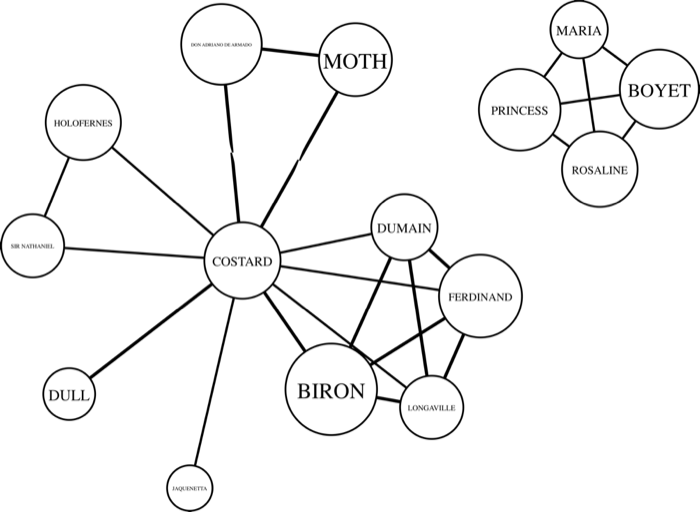 DON ADRIANO DE ARMADO
MOTH
MARIA
BOYET
PRINCESS
HOLOFERNES
ROSALINE
SIR NATHANIEL
DUMAIN
COSTARD
FERDINAND
BIRON
DULL
LONGAVILLE
JAQUENETTA